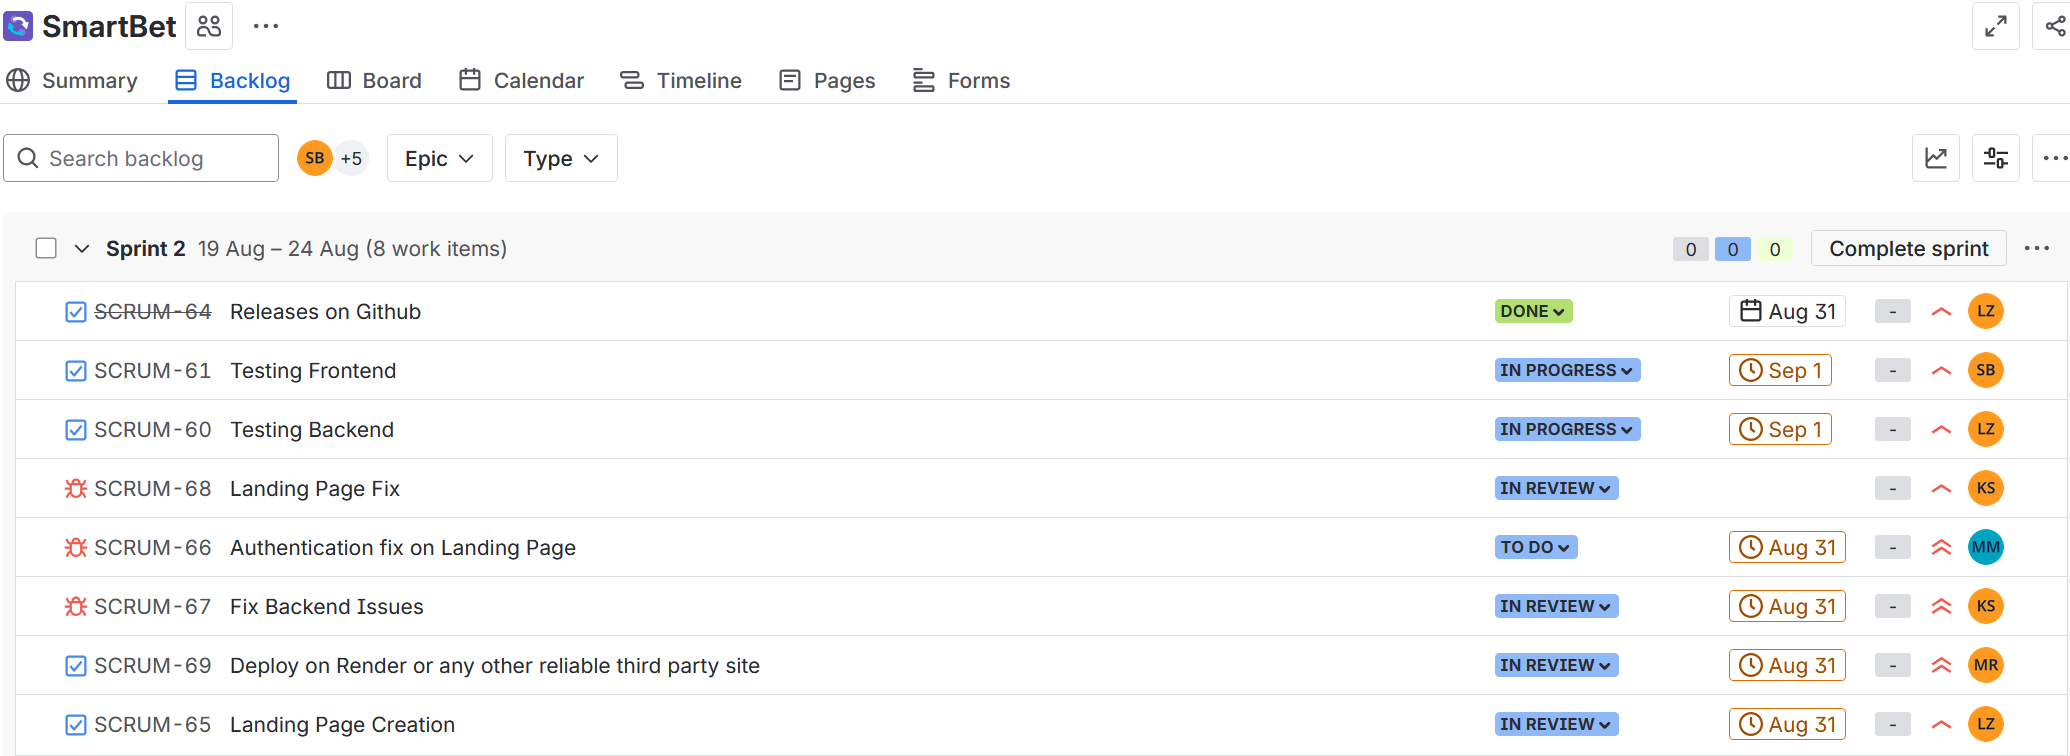 SmartBet
Summary Backlog Board Calendar Timeline Pages Forms
Search backlog SB +5 Epic Type
Sprint 2 19 Aug – 24 Aug (8 work items) 0 0 0 Complete sprint
SCRUM-64 Releases on Github DONE Aug 31 - LZ
SCRUM-61 Testing Frontend IN PROGRESS Sep 1 - SB
SCRUM-60 Testing Backend IN PROGRESS Sep 1 - LZ
SCRUM-68 Landing Page Fix IN REVIEW - KS
SCRUM-66 Authentication fix on Landing Page TO DO Aug 31 - MM
SCRUM-67 Fix Backend Issues IN REVIEW Aug 31 - KS
SCRUM-69 Deploy on Render or any other reliable third party site IN REVIEW Aug 31 - MR
SCRUM-65 Landing Page Creation IN REVIEW Aug 31 - LZ